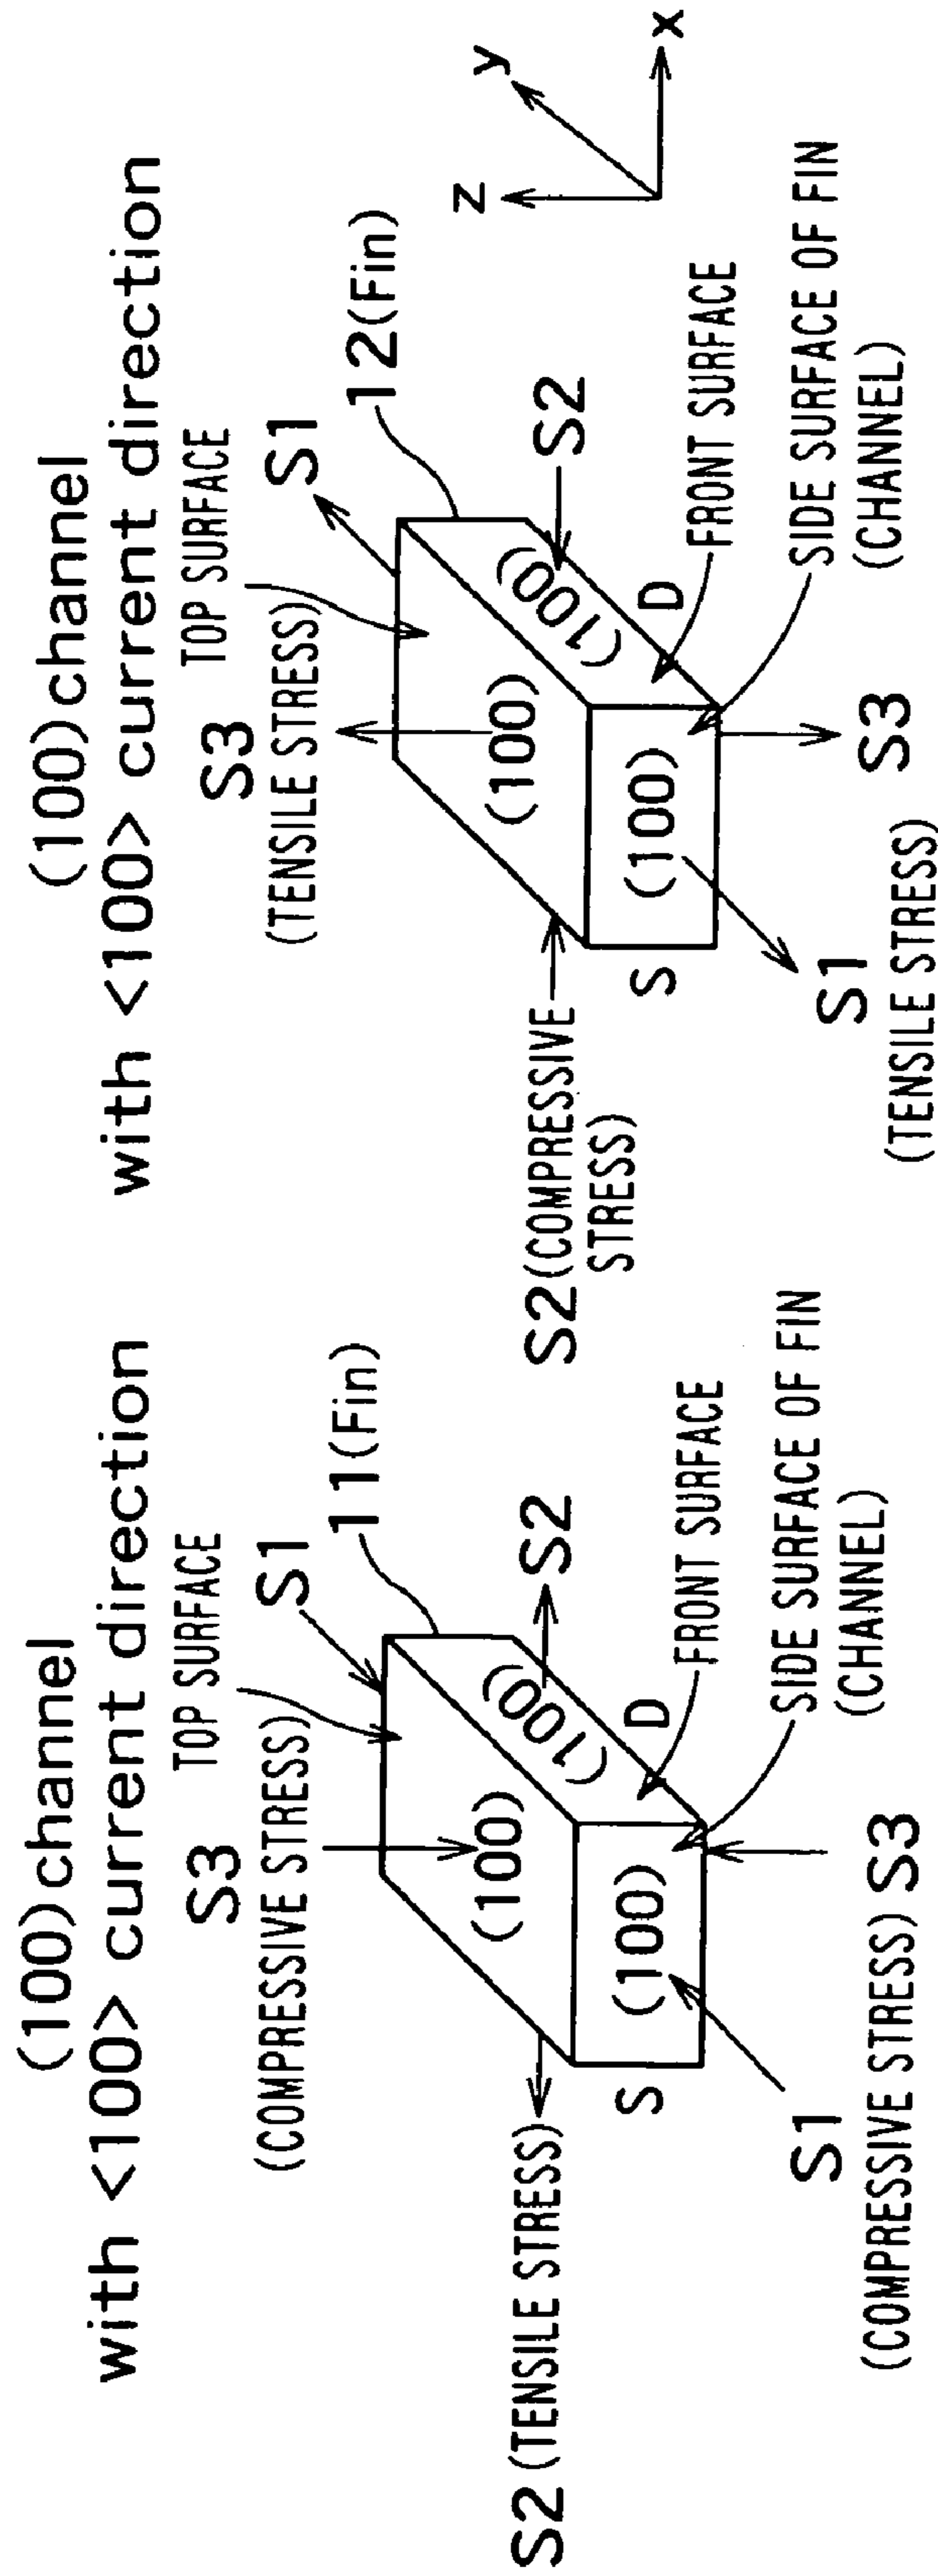 (100)channel
with <100> current direction
TOP SURFACE
S3
(COMPRESSIVE STRESS)
S1
11(Fin)
(100)
(100)
S2
S2(TENSILE STRESS)
(100)
S
D
FRONT SURFACE
SIDE SURFACE OF FIN
(CHANNEL)
S1
(COMPRESSIVE STRESS)
S3
(100)channel
with <100> current direction
TOP SURFACE
S3
(TENSILE STRESS)
S1
12(Fin)
(100)
(100)
S2
S2(COMPRESSIVE
STRESS)
(100)
S
D
FRONT SURFACE
SIDE SURFACE OF FIN
(CHANNEL)
S1
(TENSILE STRESS)
S3
z
y
x